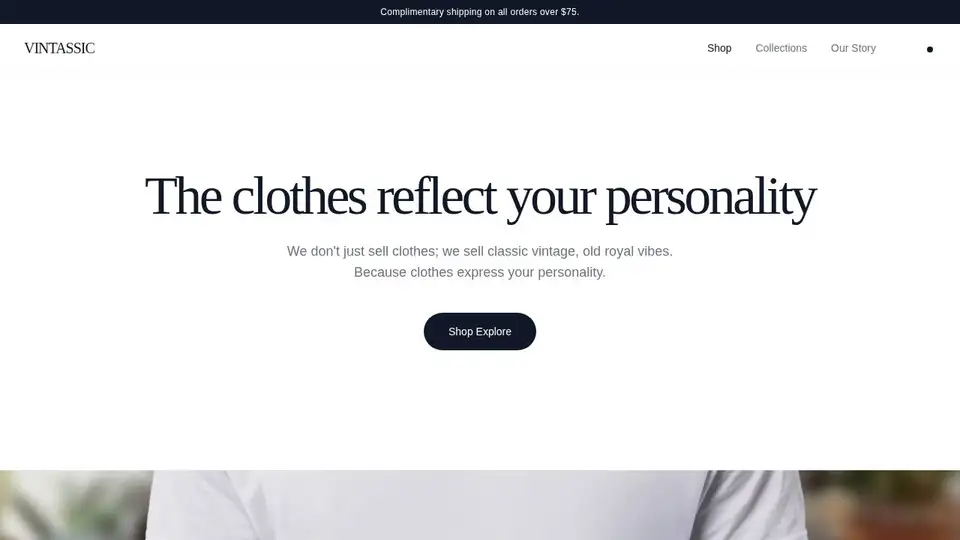 Complimentary shipping on all orders over $75.
VINTASSIC
Shop
Collections
Our Story
The clothes reflect your personality
We don't just sell clothes; we sell classic vintage, old royal vibes.
Because clothes express your personality.
Shop Explore